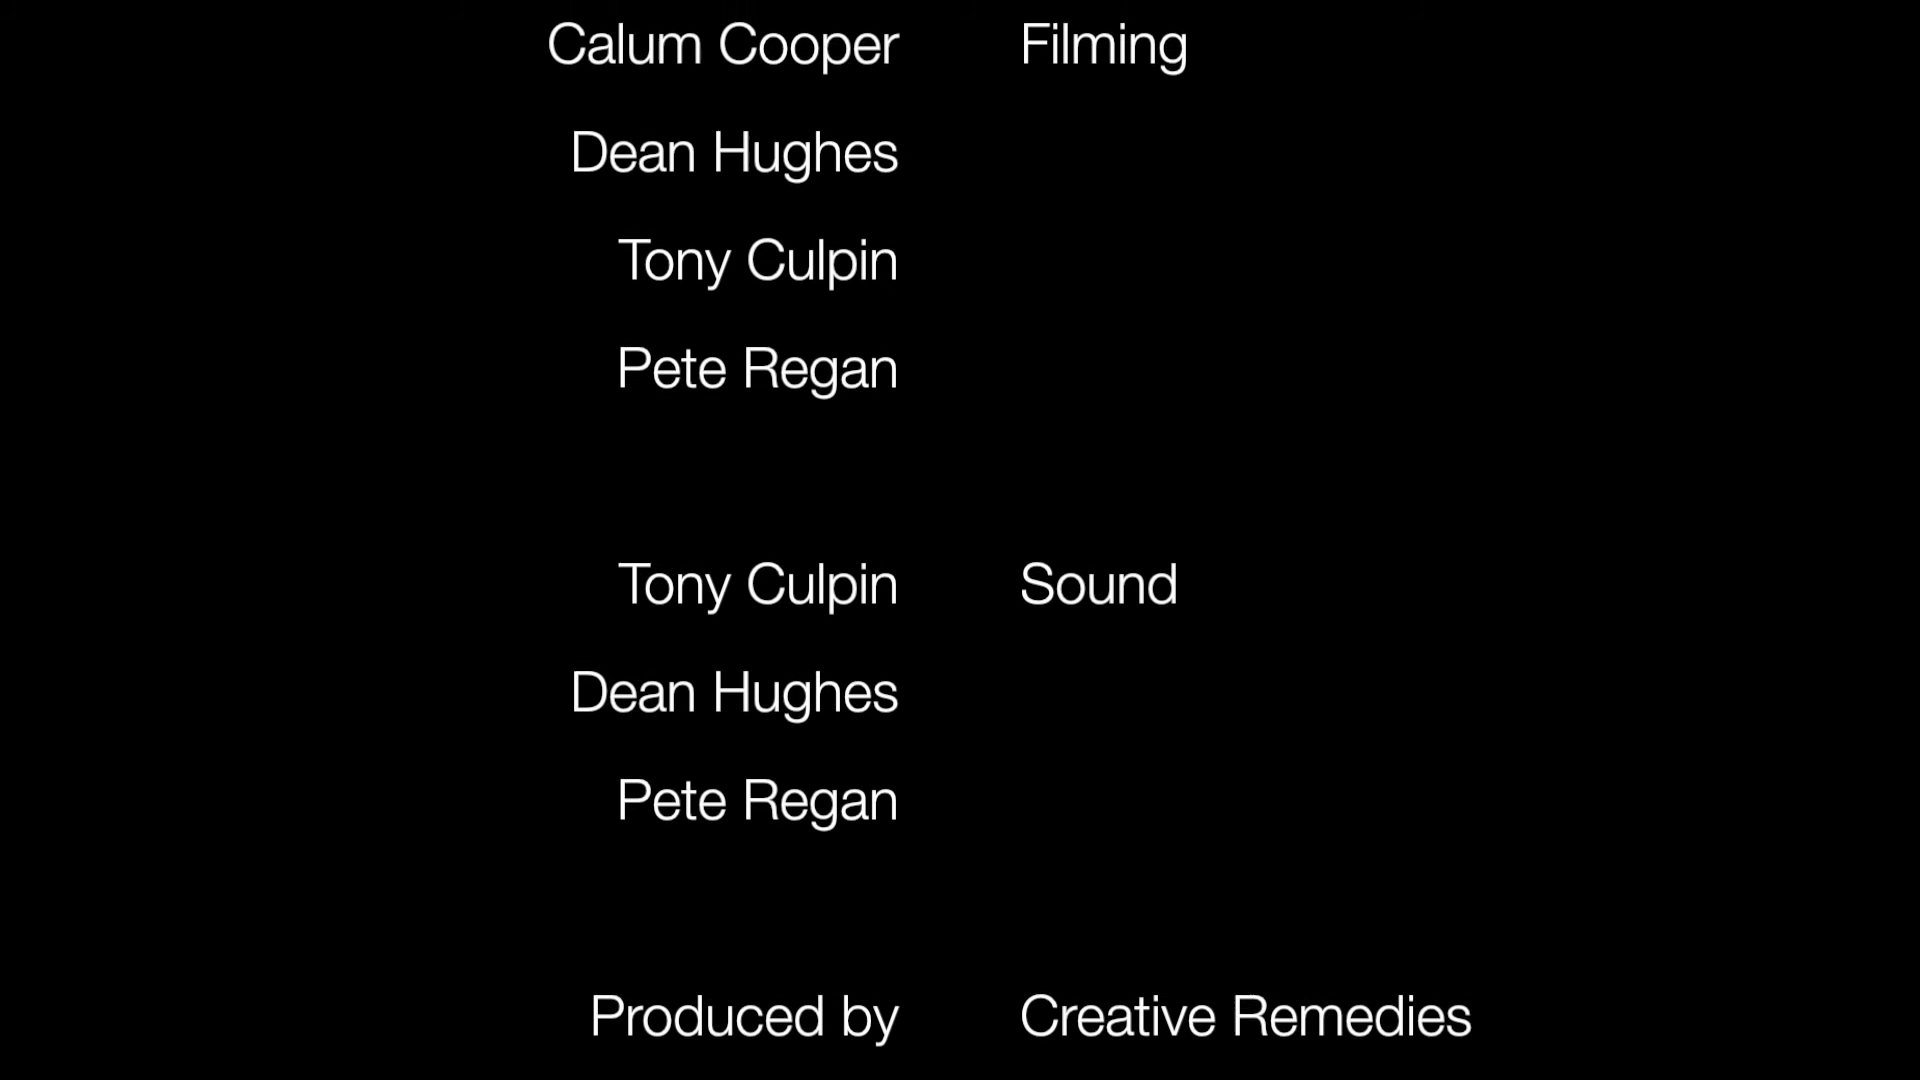 Calum Cooper Filming
Dean Hughes
Tony Culpin
Pete Regan
Tony Culpin Sound
Dean Hughes
Pete Regan
Produced by Creative Remedies